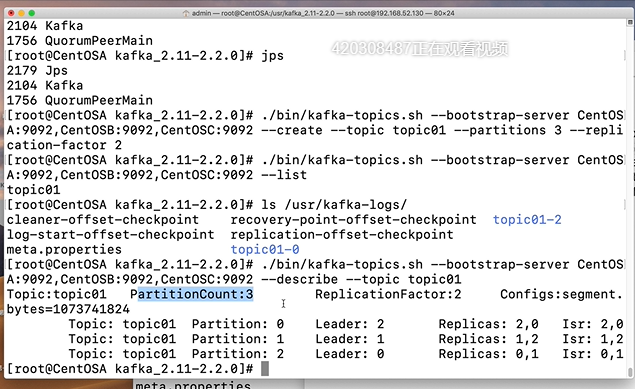 admin — root@CentOSA:/usr/kafka_2.11-2.2.0 — ssh root@192.168.52.130 — 80×24
2104 Kafka
1756 QuorumPeerMain
[root@CentOSA kafka_2.11-2.2.0]# jps
420308487正在观看视频
2179 Jps
2104 Kafka
1756 QuorumPeerMain
[root@CentOSA kafka_2.11-2.2.0]# ./bin/kafka-topics.sh --bootstrap-server CentOS
A:9092,CentOSB:9092,CentOSC:9092 --create --topic topic01 --partitions 3 --repli
cation-factor 2
[root@CentOSA kafka_2.11-2.2.0]# ./bin/kafka-topics.sh --bootstrap-server CentOS
A:9092,CentOSB:9092,CentOSC:9092 --list
topic01
[root@CentOSA kafka_2.11-2.2.0]# ls /usr/kafka-logs/
cleaner-offset-checkpoint recovery-point-offset-checkpoint topic01-2
log-start-offset-checkpoint replication-offset-checkpoint
meta.properties topic01-0
[root@CentOSA kafka_2.11-2.2.0]# ./bin/kafka-topics.sh --bootstrap-server CentOS
A:9092,CentOSB:9092,CentOSC:9092 --describe --topic topic01
Topic:topic01 PartitionCount:3 ReplicationFactor:2 Configs:segment.
bytes=1073741824
Topic: topic01 Partition: 0 Leader: 2 Replicas: 2,0 Isr: 2,0
Topic: topic01 Partition: 1 Leader: 1 Replicas: 1,2 Isr: 1,2
Topic: topic01 Partition: 2 Leader: 0 Replicas: 0,1 Isr: 0,1
[root@CentOSA kafka_2.11-2.2.0]#
meta.properties